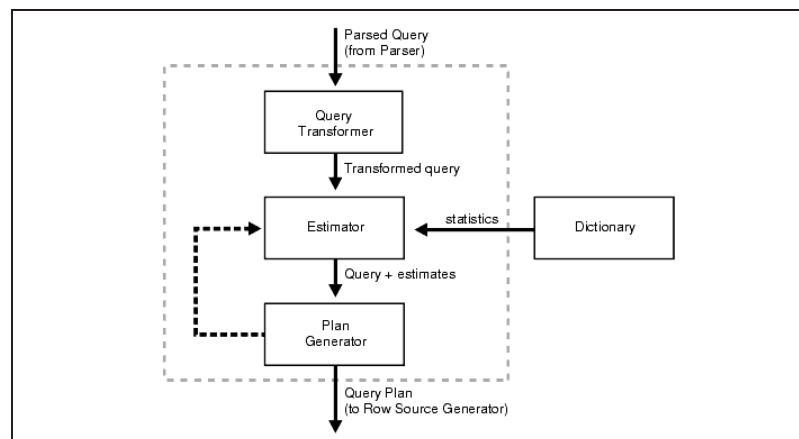 Parsed Query
(from Parser)
Query
Transformer
Transformed query
Estimator
statistics
Dictionary
Query + estimates
Plan
Generator
Query Plan
(to Row Source Generator)